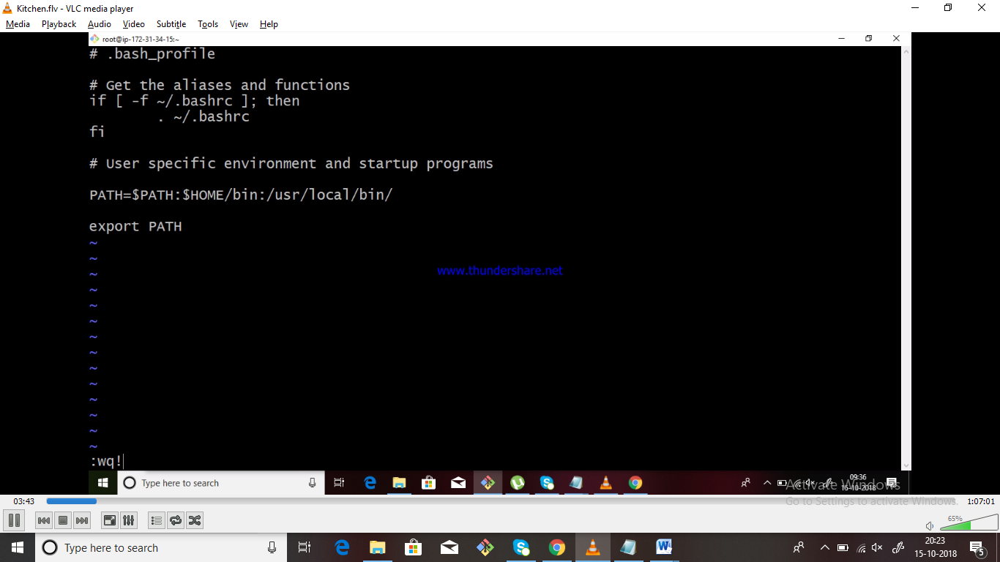 Kitchen.flv - VLC media player
Media Playback Audio Video Subtitle Tools View Help
root@ip-172-31-34-15:~
# .bash_profile
# Get the aliases and functions
if [ -f ~/.bashrc ]; then
. ~/.bashrc
fi
# User specific environment and startup programs
PATH=$PATH:$HOME/bin:/usr/local/bin/
export PATH
~
~
~
~
~
~
~
~
~
~
~
~
~
~
www.thundershare.net
:wq!
Type here to search
09:36
Activate Windows
16-10-2018
Go to Settings to activate Windows.
03:43
1:07:01
65%
Type here to search
20:23
15-10-2018
5